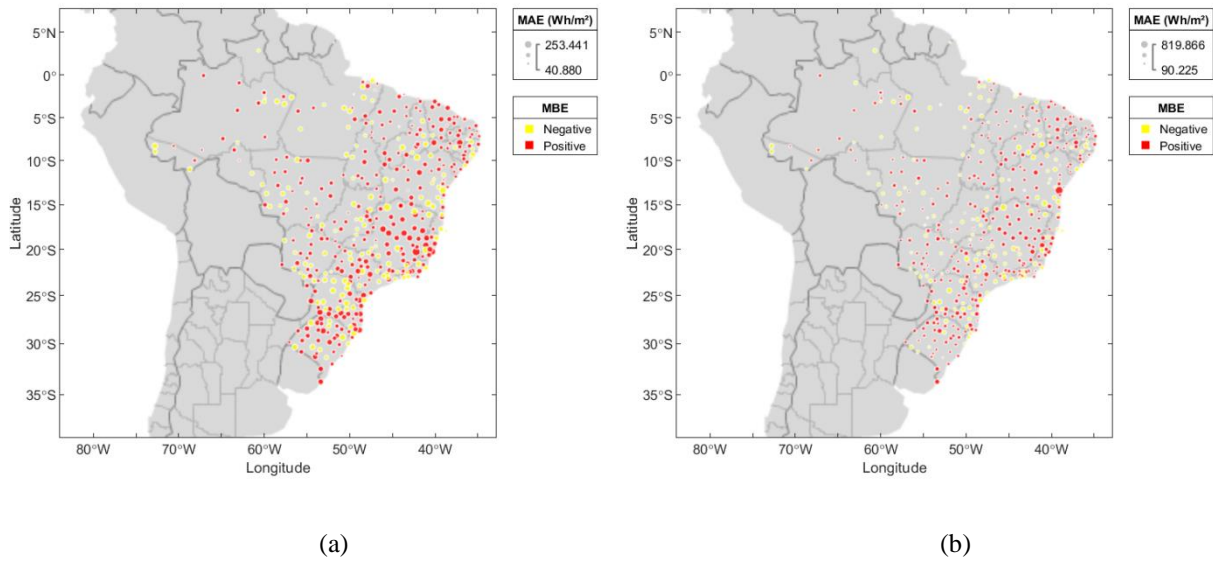 5°N
0°
5°S
10°S
15°S
20°S
25°S
30°S
35°S
Latitude
80°W 70°W 60°W 50°W 40°W
Longitude
MAE (Wh/m²)
253.441
40.880
MBE
Negative
Positive
(a)
5°N
0°
5°S
10°S
15°S
20°S
25°S
30°S
35°S
Latitude
80°W 70°W 60°W 50°W 40°W
Longitude
MAE (Wh/m²)
819.866
90.225
MBE
Negative
Positive
(b)